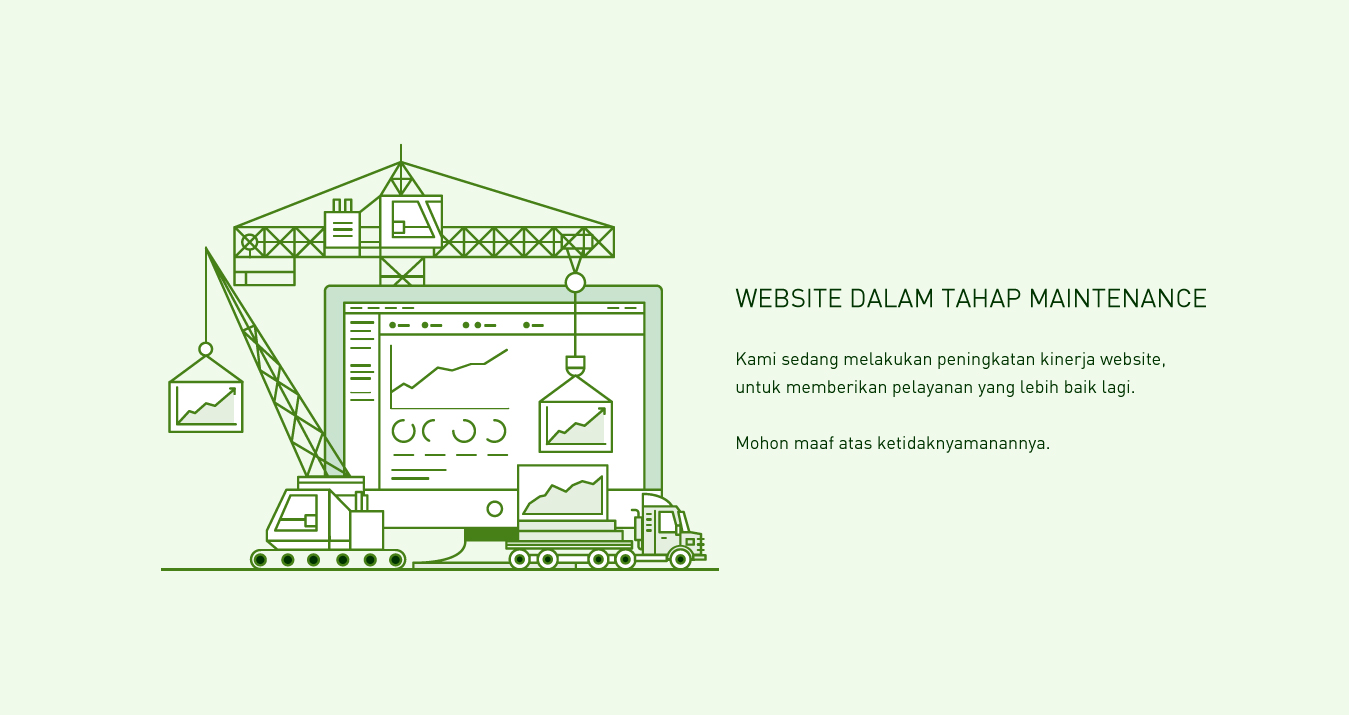 WEBSITE DALAM TAHAP MAINTENANCE
Kami sedang melakukan peningkatan kinerja website,
untuk memberikan pelayanan yang lebih baik lagi.
Mohon maaf atas ketidaknyamanannya.